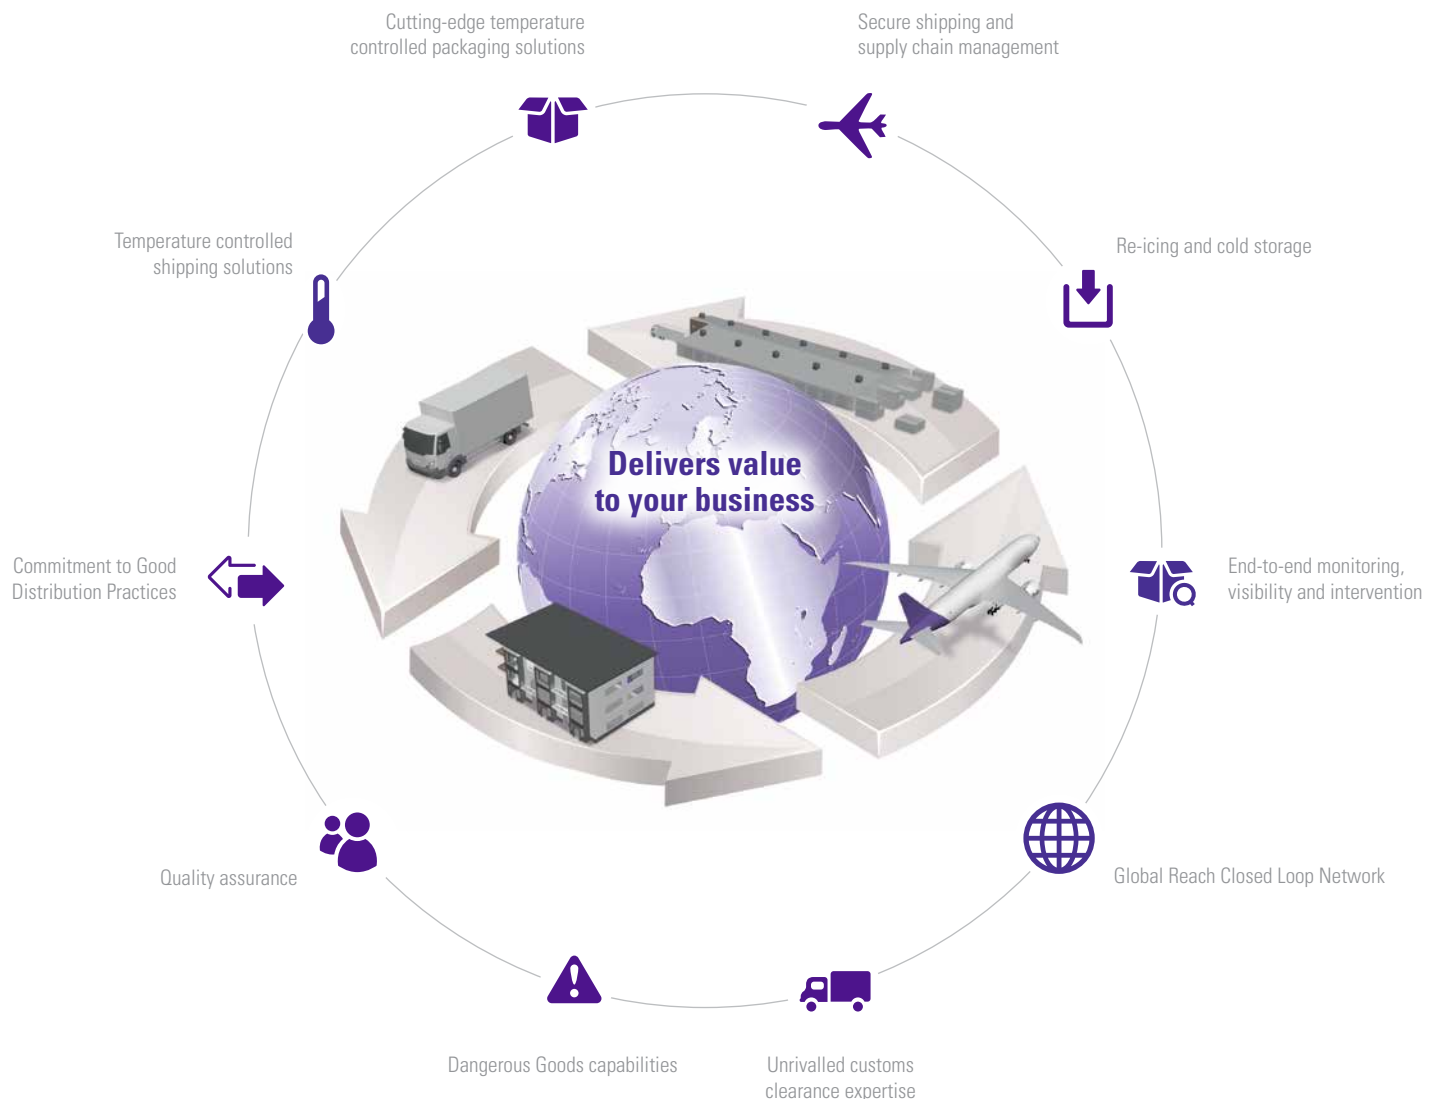 Cutting-edge temperature
controlled packaging solutions
Secure shipping and
supply chain management
Temperature controlled
shipping solutions
Re-icing and cold storage
Delivers value
to your business
Commitment to Good
Distribution Practices
End-to-end monitoring,
visibility and intervention
Quality assurance
Global Reach Closed Loop Network
Dangerous Goods capabilities
Unrivalled customs
clearance expertise